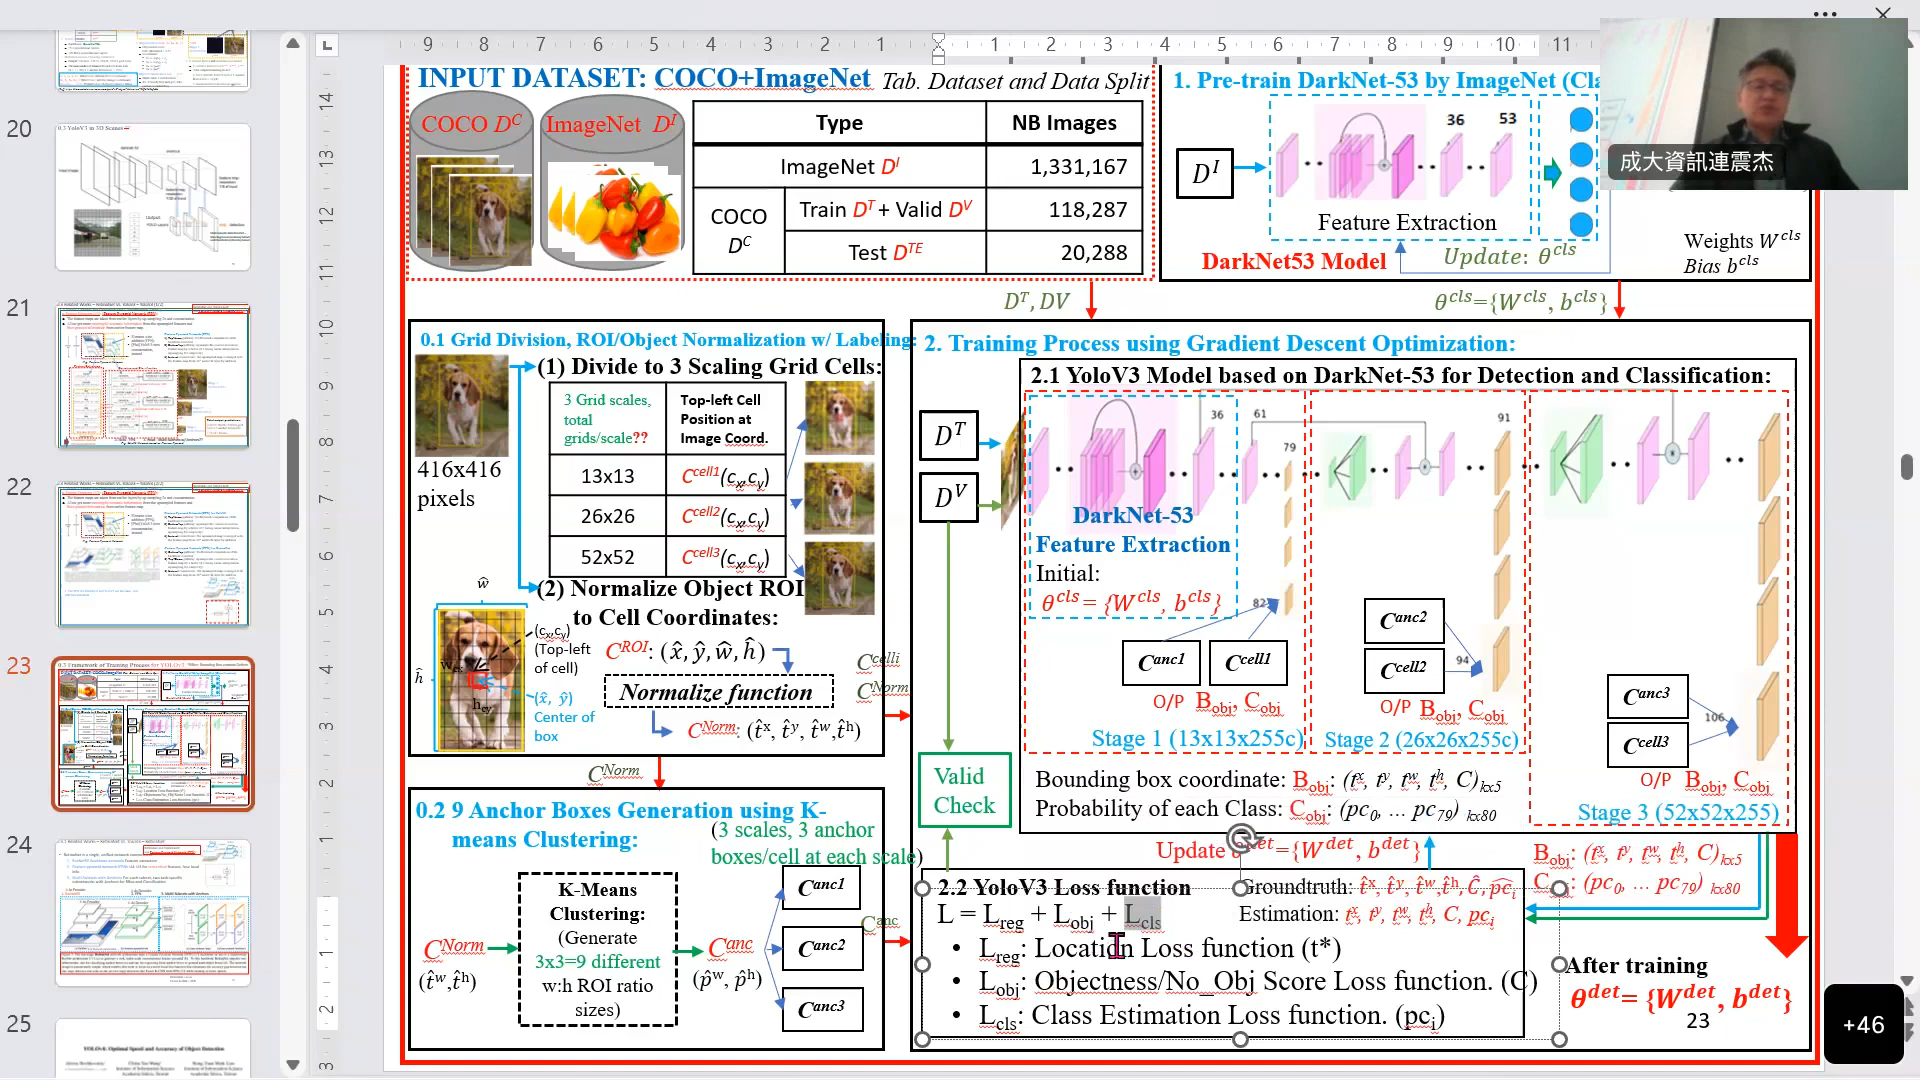 INPUT DATASET: COCO+ImageNet Tab. Dataset and Data Split
COCO D^C
ImageNet D^I
Type NB Images
ImageNet D^I 1,331,167
COCO D^C
Train D^T + Valid D^V 118,287
Test D^TE 20,288
1. Pre-train DarkNet-53 by ImageNet (Cla
D^I
36 53
Feature Extraction
DarkNet53 Model
Update: θ^cls
Weights W^cls
Bias b^cls
成大資訊連震杰
D^T, DV
θ^cls={W^cls, b^cls}
0.1 Grid Division, ROI/Object Normalization w/ Labeling:
(1) Divide to 3 Scaling Grid Cells:
416x416
pixels
3 Grid scales,
total
grids/scale??
Top-left Cell
Position at
Image Coord.
13x13 C^cell1(c_x,c_y)
26x26 C^cell2(c_x,c_y)
52x52 C^cell3(c_x,c_y)
(2) Normalize Object ROI
to Cell Coordinates:
ŵ
ĥ
(c_x,c_y)
(Top-left
of cell)
(x̂, ŷ)
Center of
box
C^ROI: (x̂, ŷ, ŵ, ĥ)
Normalize function
C^Norm: (t̂^x, t̂^y, t̂^w,t̂^h)
C^celli
C^Norm
C^Norm
0.2 9 Anchor Boxes Generation using K-
means Clustering:
(3 scales, 3 anchor
boxes/cell at each scale)
C^Norm
(t̂^w,t̂^h)
K-Means
Clustering:
(Generate
3x3=9 different
w:h ROI ratio
sizes)
C^anc
(p̂^w, p̂^h)
C^anc1
C^anc2
C^anc3
C^anc
2. Training Process using Gradient Descent Optimization:
2.1 YoloV3 Model based on DarkNet-53 for Detection and Classification:
D^T
D^V
36 61 79 91
DarkNet-53
Feature Extraction
Initial:
θ^cls= {W^cls, b^cls}
82
C^anc1 C^cell1
O/P B_obj, C_obj
Stage 1 (13x13x255c)
C^anc2
C^cell2
94
O/P B_obj, C_obj
Stage 2 (26x26x255c)
C^anc3
C^cell3
106
O/P B_obj, C_obj
Stage 3 (52x52x255)
Valid
Check
Bounding box coordinate: B_obj: (t^x, t^y, t^w, t^h, C)_kx5
Probability of each Class: C_obj: (pc_0, … pc_79)_kx80
Update θ^det={W^det, b^det}
B_obj: (t^x, t^y, t^w, t^h, C)_kx5
(pc_0, … pc_79)_kx80
2.2 YoloV3 Loss function
L = L_reg + L_obj + L_cls
Groundtruth: t̂^x, t̂^y, t̂^w,t̂^h,Ĉ, p̂c_i
Estimation: t^x, t^y, t^w, t^h, C, pc_i
• L_reg: Location Loss function (t*)
• L_obj: Objectness/No_Obj Score Loss function. (C)
• L_cls: Class Estimation Loss function. (pc_i)
After training
θ^det= {W^det, b^det}
23
+46
20
21
22
23
24
25